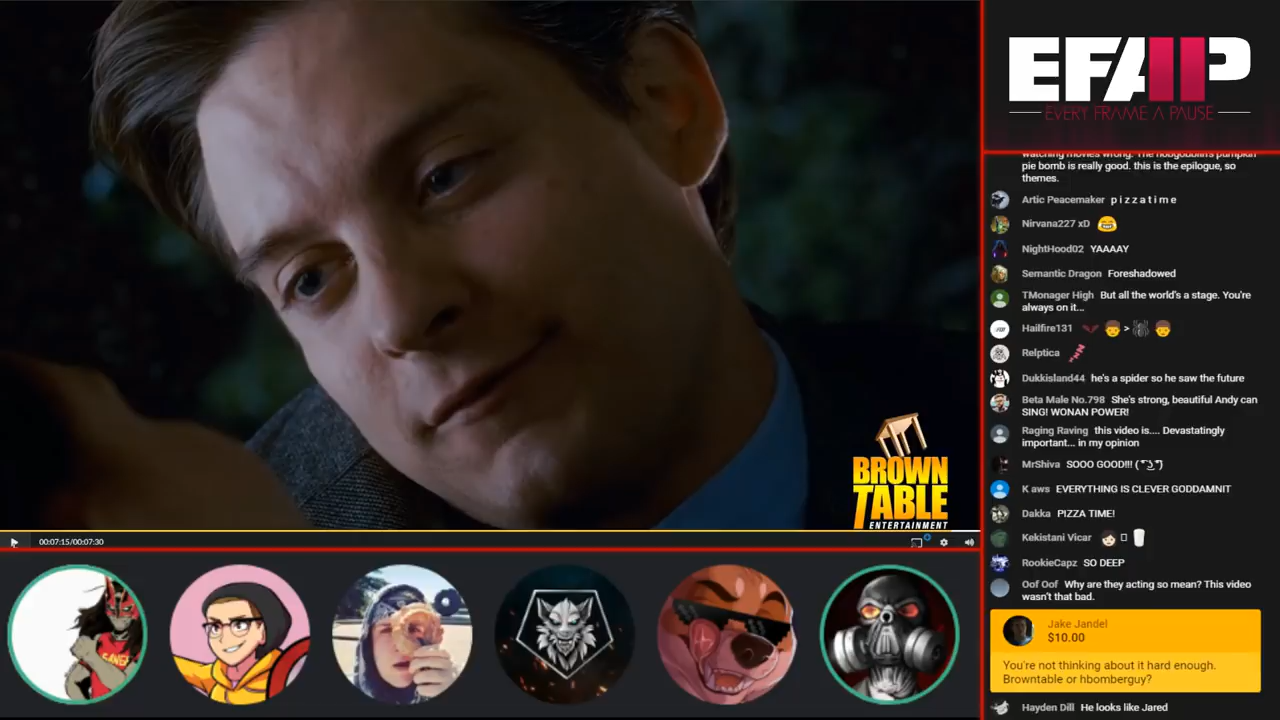 EFAP
EVERY FRAME A PAUSE
watching movies wrong. The hobgoblin's pumpkin
pie bomb is really good. this is the epilogue, so
themes.
Artic Peacemaker p i z z a t i m e
Nirvana227 xD 😂
NightHood02 YAAAAY
Semantic Dragon Foreshadowed
TMonager High But all the world's a stage. You're
always on it...
Hailfire131 >
Relptica
Dukkisland44 he's a spider so he saw the future
Beta Male No.798 She's strong, beautiful Andy can
SING! WONAN POWER!
Raging Raving this video is.... Devastatingly
important... in my opinion
MrShiva SOOO GOOD!!! ( ͡° ͜ʖ ͡°)
K aws EVERYTHING IS CLEVER GODDAMNIT
Dakka PIZZA TIME!
Kekistani Vicar
RookieCapz SO DEEP
Oof Oof Why are they acting so mean? This video
wasn't that bad.
Jake Jandel
$10.00
You're not thinking about it hard enough.
Browntable or hbomberguy?
Hayden Dill He looks like Jared
BROWN
TABLE
ENTERTAINMENT
00:07:15/00:07:30